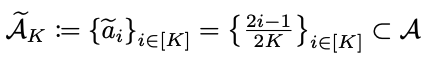 $\widetilde{\mathcal{A}}_K := \{\widetilde{a}_i\}_{i \in [K]} = \left\{\frac{2i-1}{2K}\right\}_{i \in [K]} \subset \mathcal{A}$